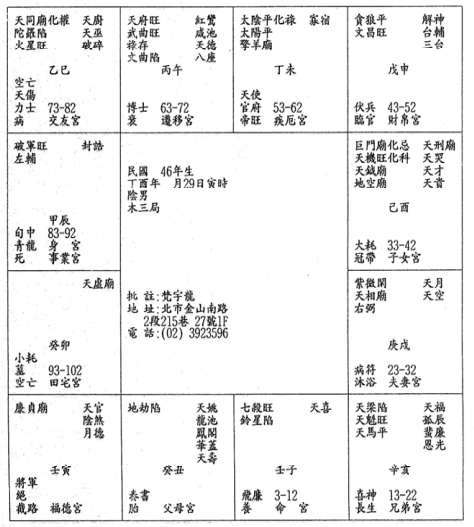 天同廟化權 天廚
陀羅陷 天巫
火星旺 破碎
乙巳
空亡
天傷
力士 73-82
病 交友宮
天府旺 紅鸞
武曲旺 咸池
祿存 天德
文曲陷 八座
丙午
博士 63-72
衰 遷移宮
太陰平化祿 寡宿
太陽平
擎羊廟
丁未
天使
官府 53-62
帝旺 疾厄宮
貪狼平 解神
文昌旺 台輔
三台
戊申
伏兵 43-52
臨官 財帛宮
破軍旺 封誥
左輔
甲辰
旬中 83-92
青龍 身 宮
死 事業宮
民國 46年生
丁酉年 月29日寅時
陰男
木三局
批 註:梵宇龍
地 址:北市金山南路
2段215巷 27號1F
電 話:(02) 3923596
巨門廟化忌 天刑廟
天機旺化科 天哭
天鉞廟 天才
地空廟 天貴
己酉
大耗 33-42
冠帶 子女宮
天虛廟
癸卯
小耗
墓 93-102
空亡 田宅宮
紫微閑 天月
天相廟 天空
右弼
庚戌
病符 23-32
沐浴 夫妻宮
廉貞廟 天官
陰煞
月德
壬寅
將軍
絕
截路 福德宮
地劫陷 天姚
龍池
鳳閣
華蓋
天壽
癸丑
奏書
胎 父母宮
七殺旺 天喜
鈴星陷
壬子
飛廉 3-12
養 命 宮
天梁陷 天福
天魁旺 孤辰
天馬平 蜚廉
恩光
辛亥
喜神 13-22
長生 兄弟宮